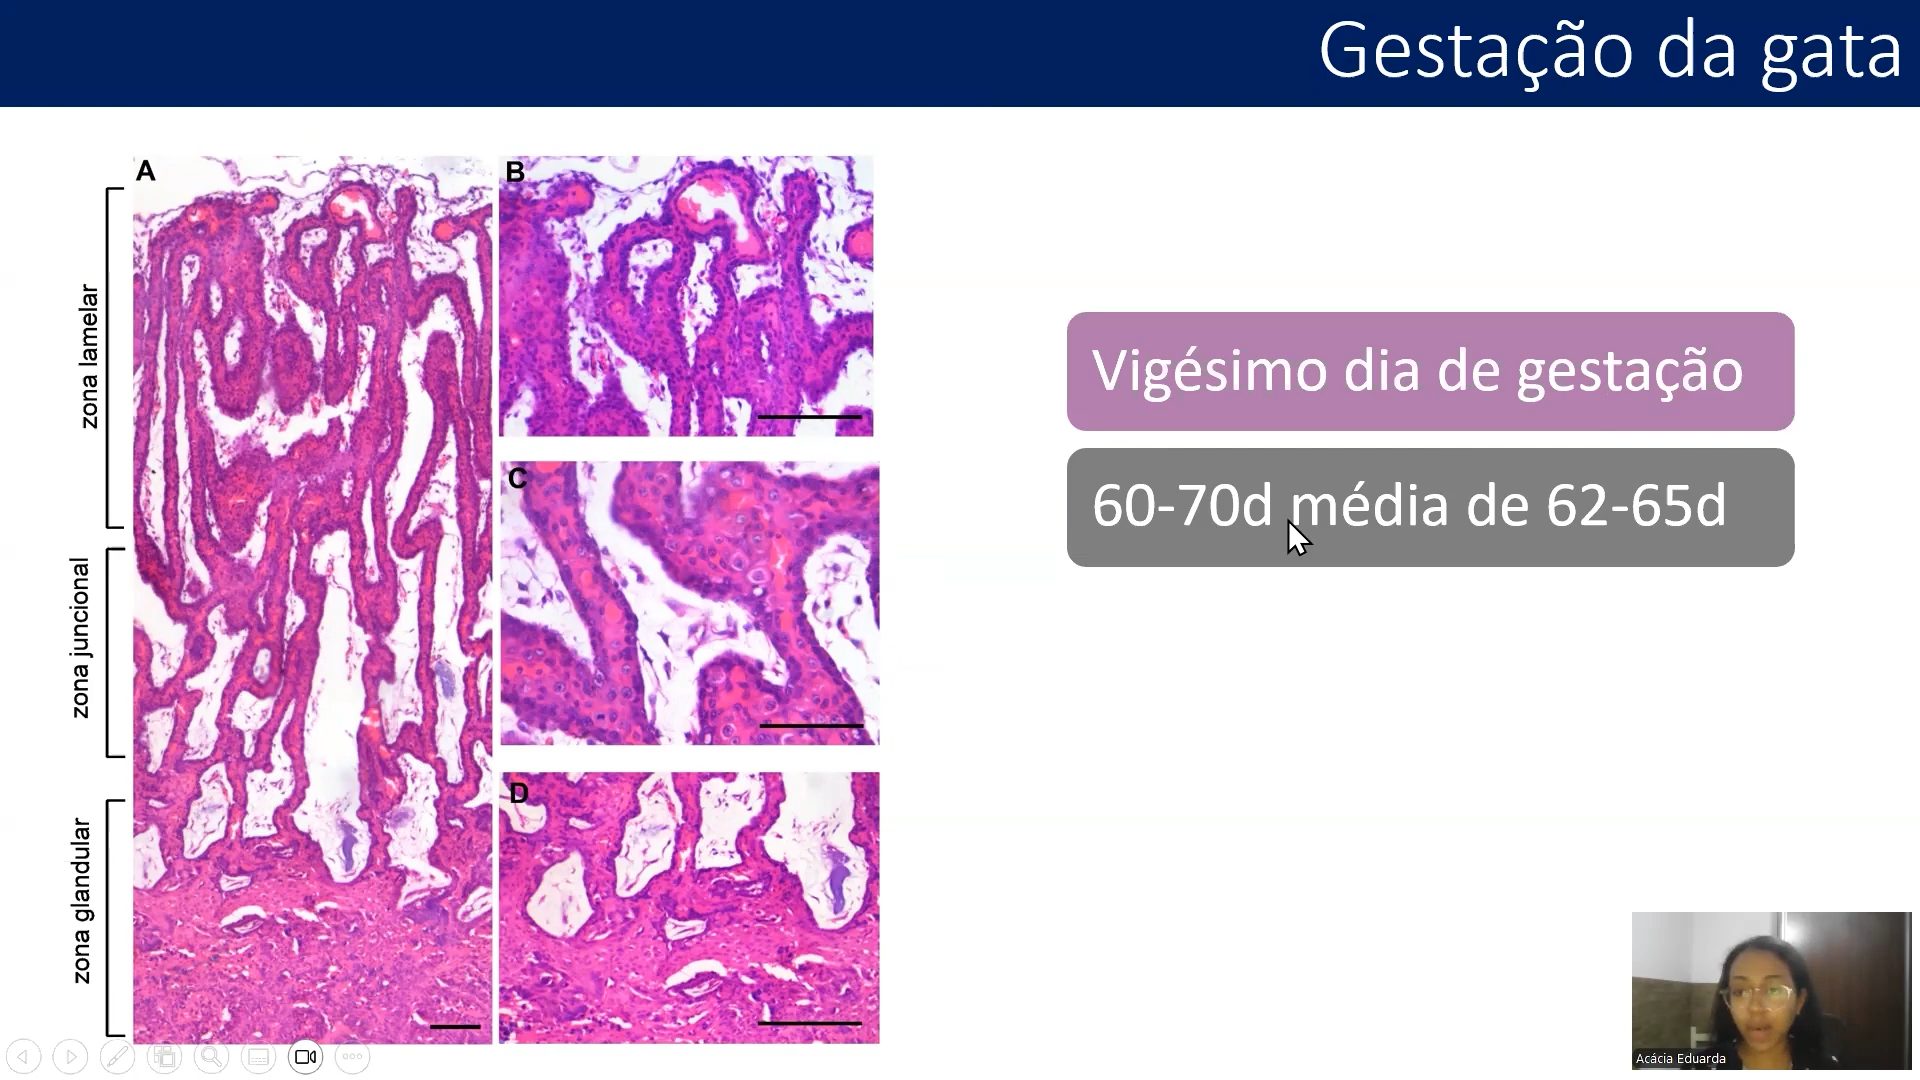 Gestação da gata
A
B
zona lamelar
C
zona juncional
D
zona glandular
Vigésimo dia de gestação
60-70d média de 62-65d
Acácia Eduarda